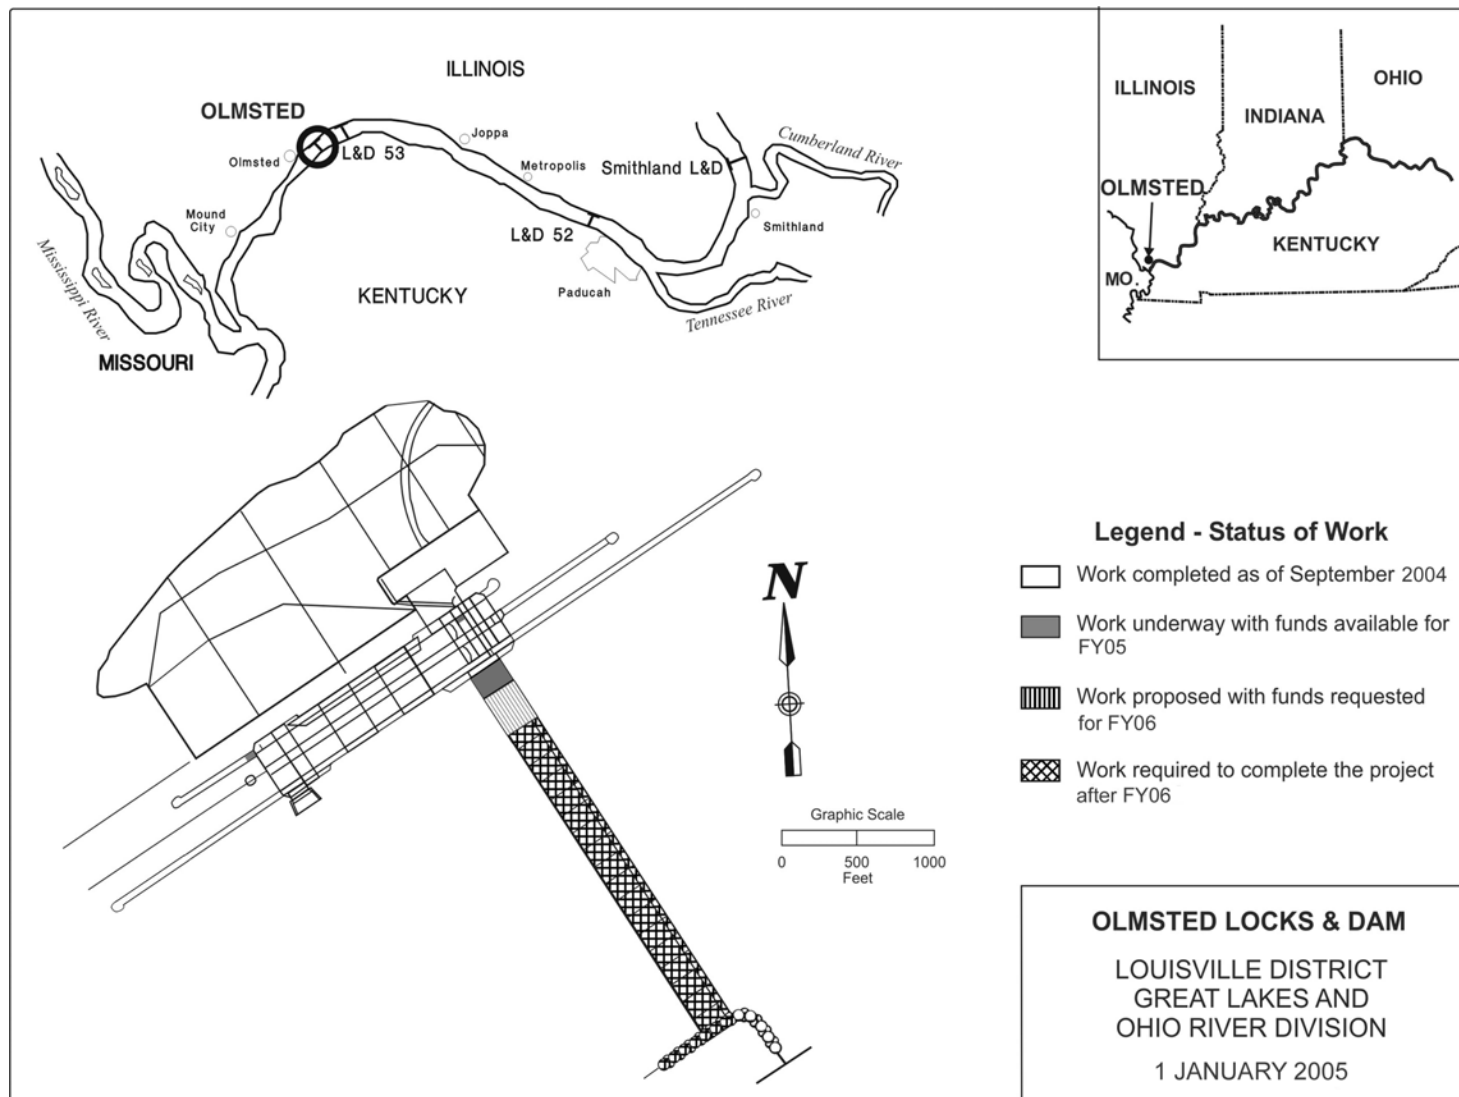 ILLINOIS
OLMSTED
Olmsted
L&D 53
Joppa
Metropolis
Smithland L&D
Cumberland River
Mound
City
L&D 52
Smithland
Mississippi River
KENTUCKY
Paducah
Tennessee River
MISSOURI
ILLINOIS
OHIO
INDIANA
OLMSTED
KENTUCKY
MO.
N
Graphic Scale
0 500 1000
Feet
Legend - Status of Work
Work completed as of September 2004
Work underway with funds available for
FY05
Work proposed with funds requested
for FY06
Work required to complete the project
after FY06
OLMSTED LOCKS & DAM
LOUISVILLE DISTRICT
GREAT LAKES AND
OHIO RIVER DIVISION
1 JANUARY 2005